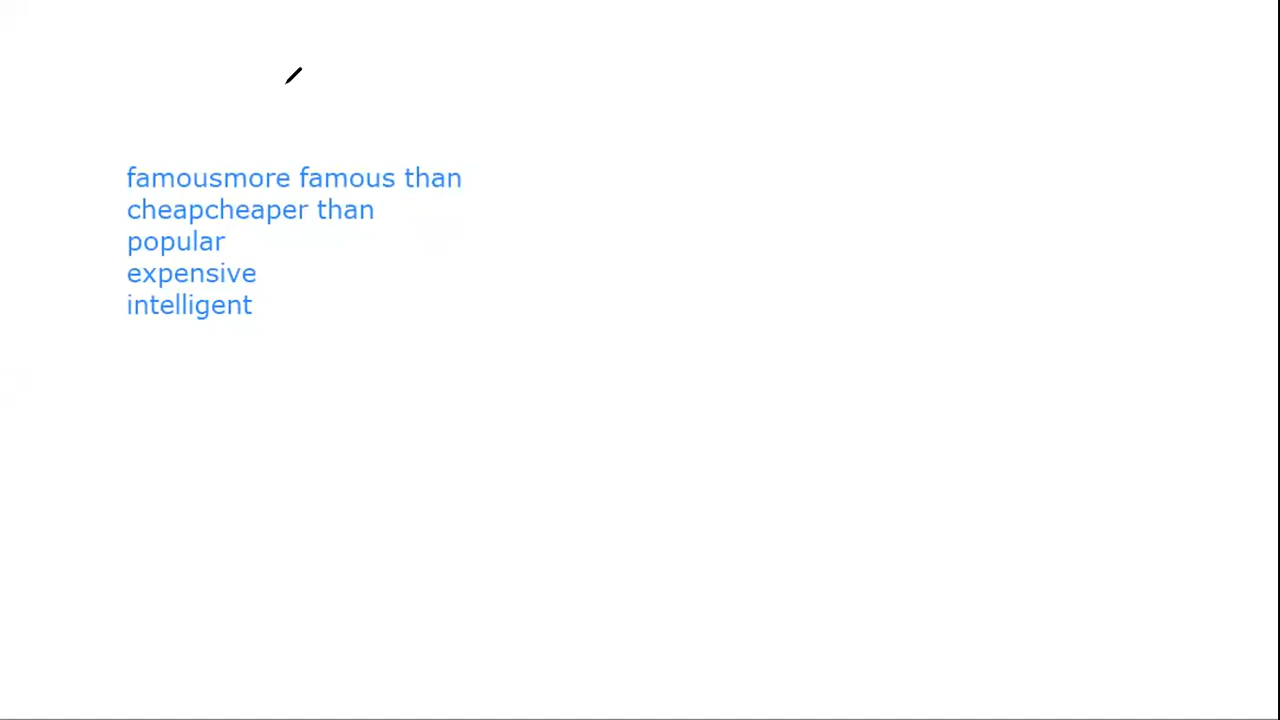 famousmore famous than
cheapcheaper than
popular
expensive
intelligent